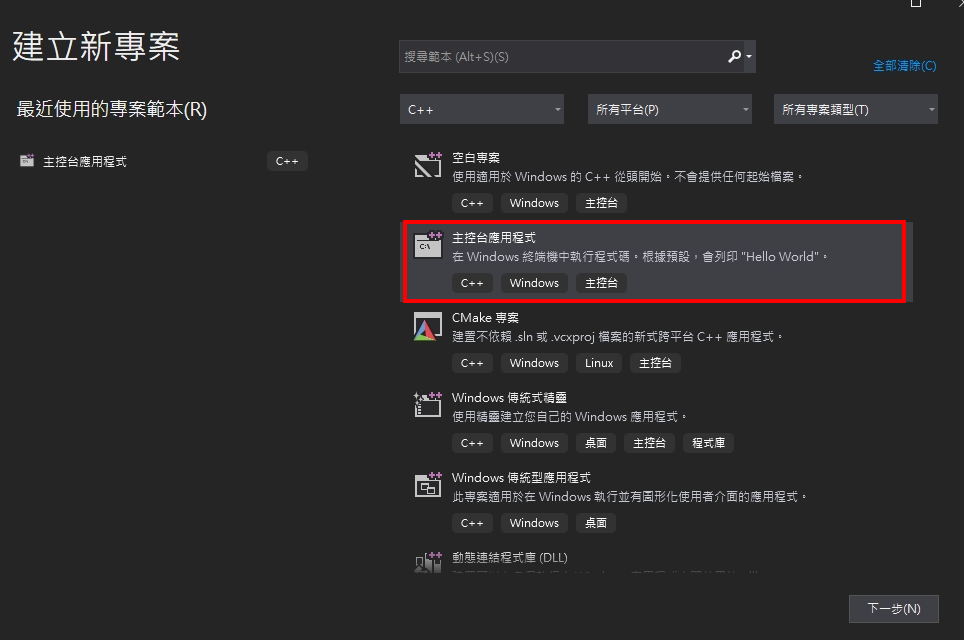 建立新專案
搜尋範本 (Alt+S)(S)
全部清除(C)
最近使用的專案範本(R)
C++
所有平台(P)
所有專案類型(T)
主控台應用程式
C++
空白專案
使用適用於 Windows 的 C++ 從頭開始。不會提供任何起始檔案。
C++ Windows 主控台
主控台應用程式
在 Windows 終端機中執行程式碼。根據預設，會列印 "Hello World"。
C++ Windows 主控台
CMake 專案
建置不依賴 .sln 或 .vcxproj 檔案的新式跨平台 C++ 應用程式。
C++ Windows Linux 主控台
Windows 傳統式精靈
使用精靈建立您自己的 Windows 應用程式。
C++ Windows 桌面 主控台 程式庫
Windows 傳統型應用程式
此專案適用於在 Windows 執行並有圖形化使用者介面的應用程式。
C++ Windows 桌面
動態連結程式庫 (DLL)
下一步(N)